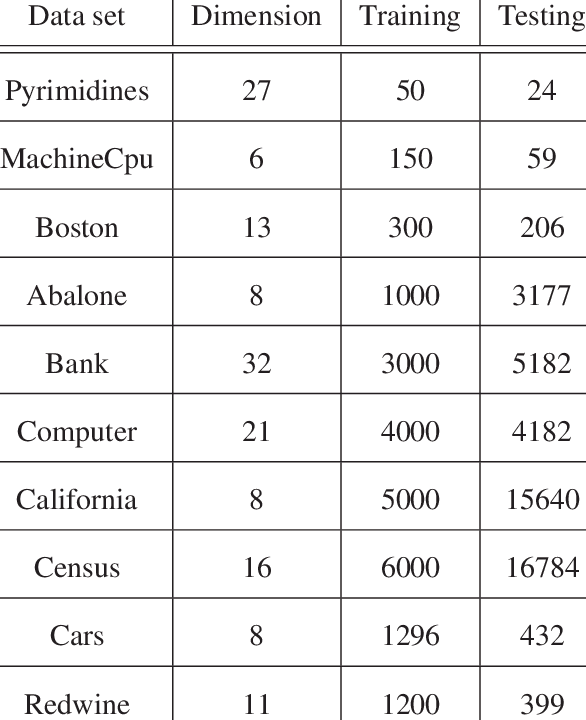 Data set Dimension Training Testing
Pyrimidines 27 50 24
MachineCpu 6 150 59
Boston 13 300 206
Abalone 8 1000 3177
Bank 32 3000 5182
Computer 21 4000 4182
California 8 5000 15640
Census 16 6000 16784
Cars 8 1296 432
Redwine 11 1200 399